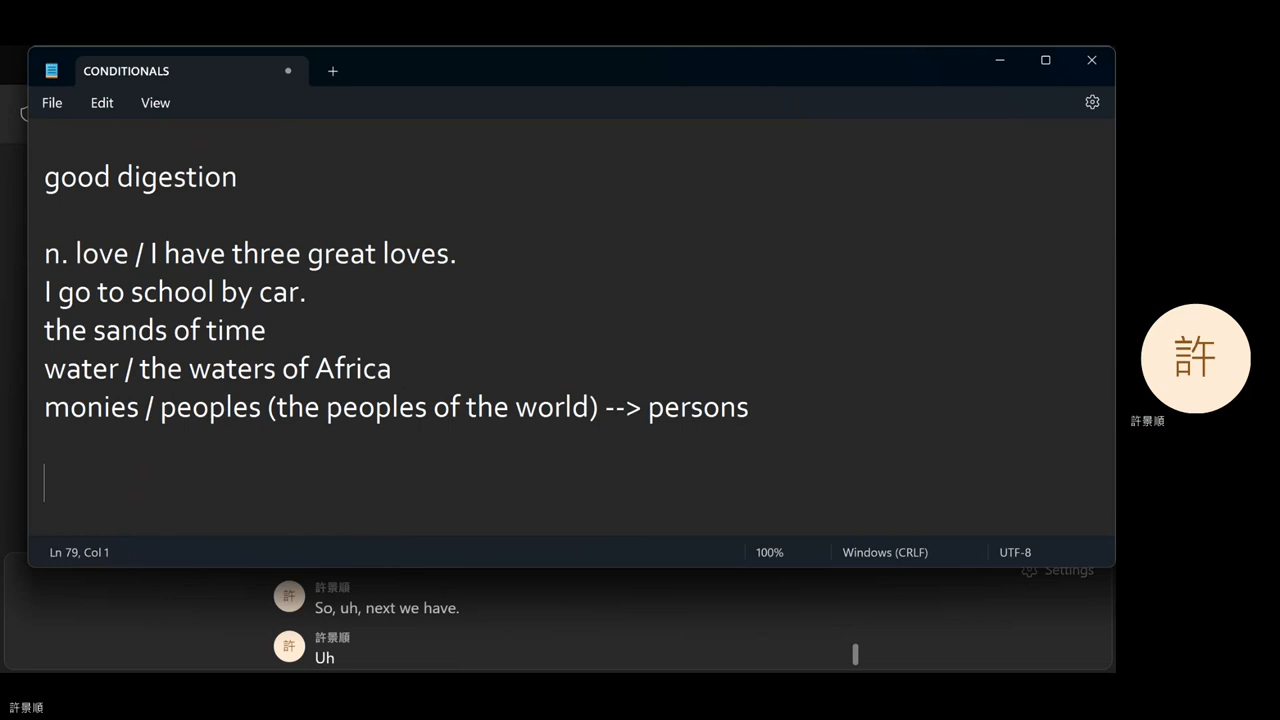 CONDITIONALS
File Edit View
good digestion
n. love / I have three great loves.
I go to school by car.
the sands of time
water / the waters of Africa
monies / peoples (the peoples of the world) --> persons
Ln 79, Col 1 100% Windows (CRLF) UTF-8
Settings
許 許景順
So, uh, next we have.
許 許景順
Uh
許
許景順
許景順